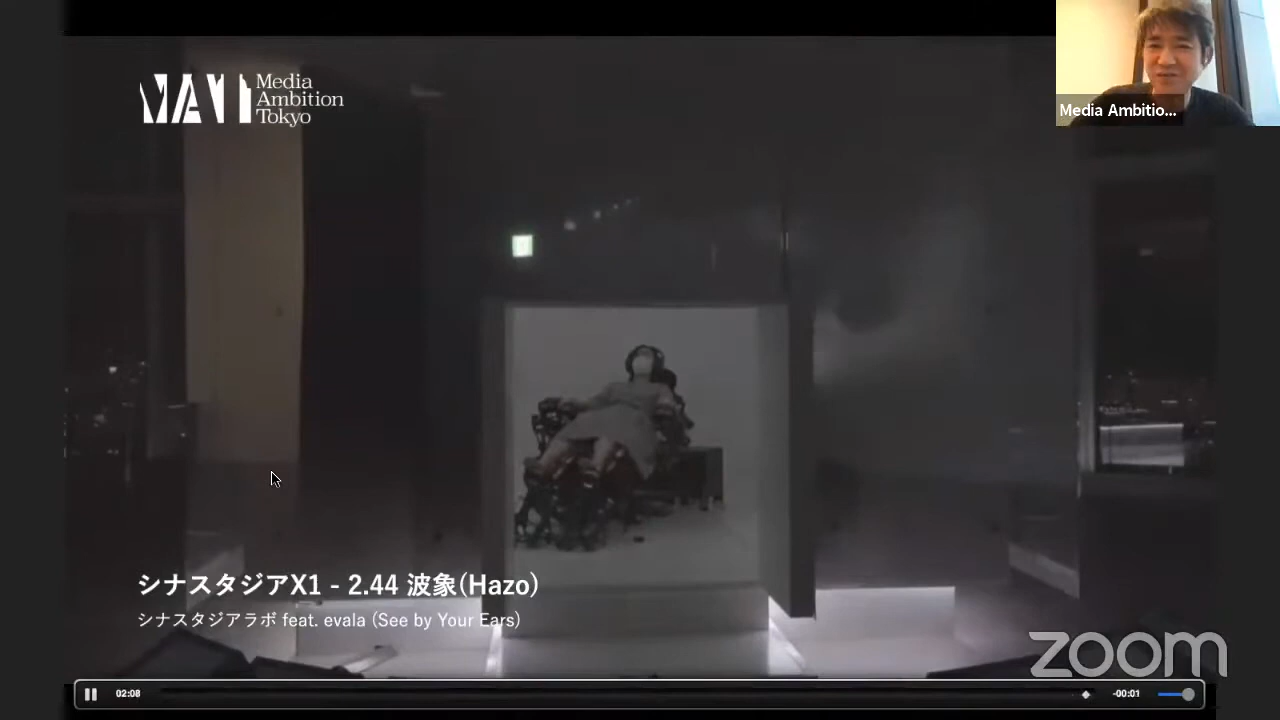 MAT
Media
Ambition
Tokyo
Media Ambitio...
シナスタジアX1 - 2.44 波象(Hazo)
シナスタジアラボ feat. evala (See by Your Ears)
zoom
02:08
-00:01